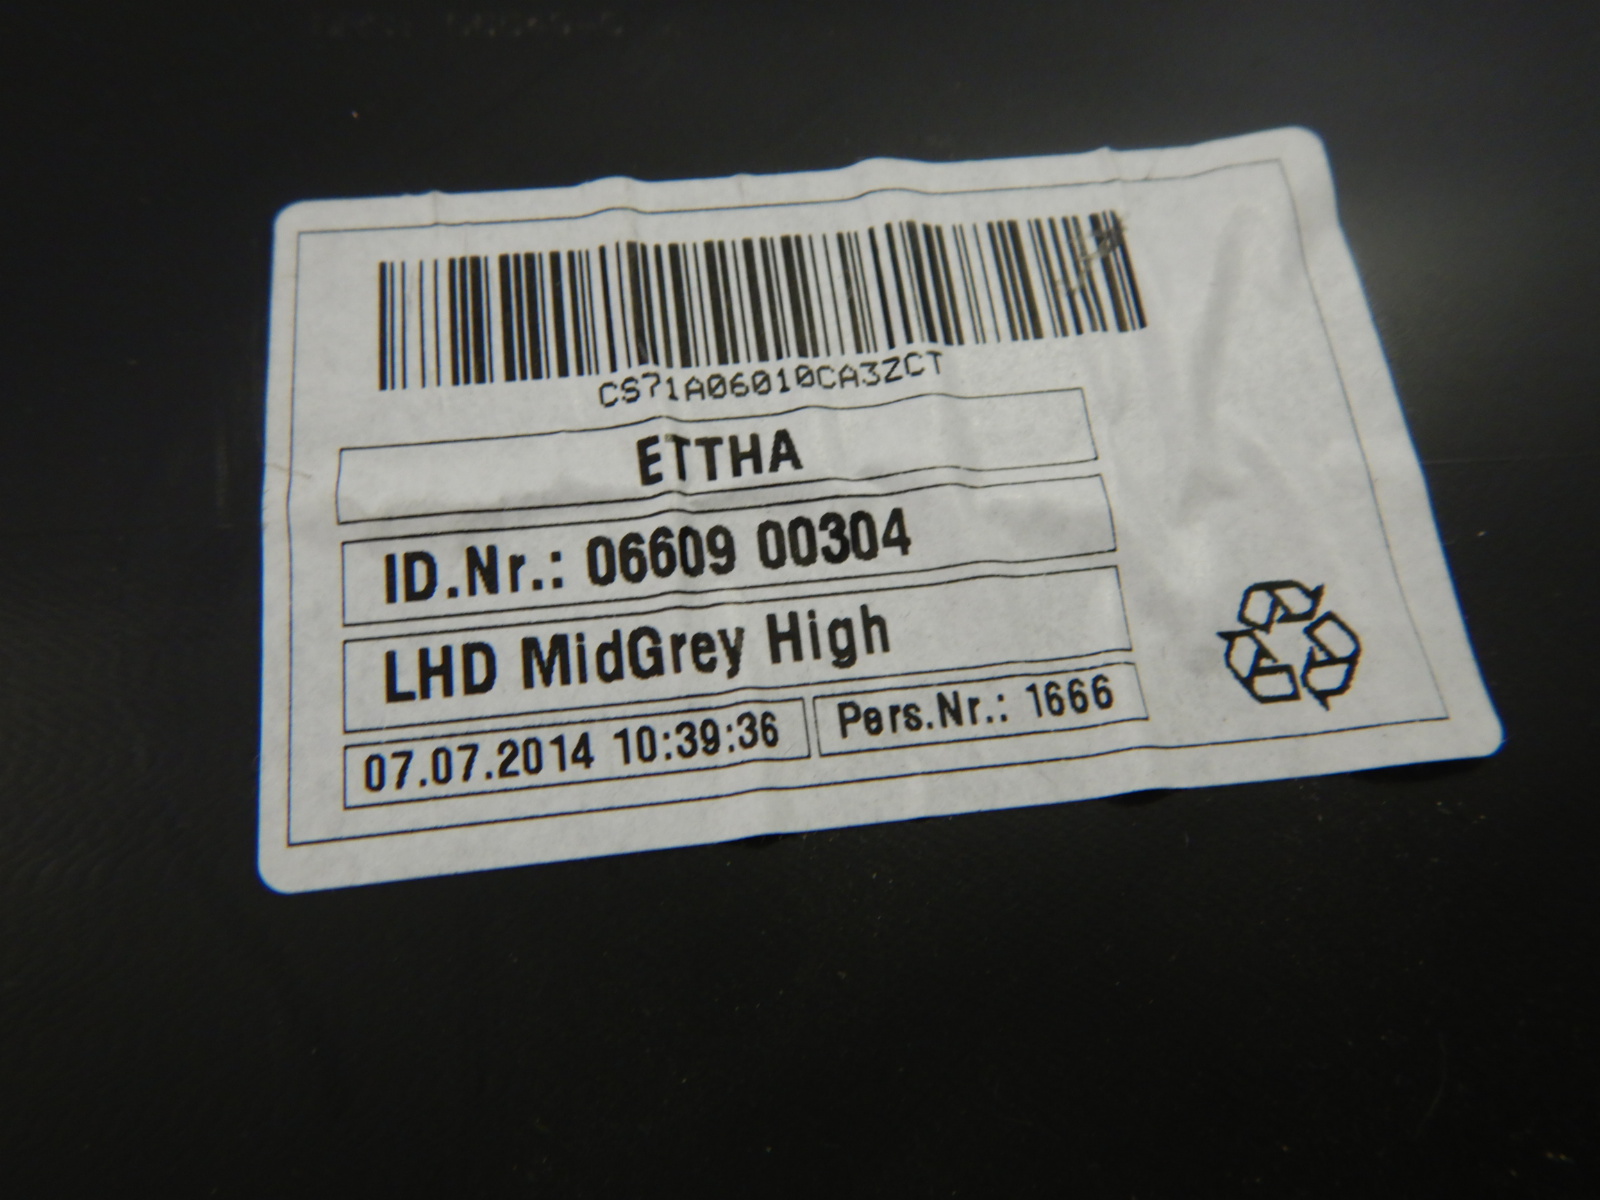 CS71A06010CA3ZCT
ETTHA
ID.Nr.: 06609 00304
LHD MidGrey High
07.07.2014 10:39:36
Pers.Nr.: 1666